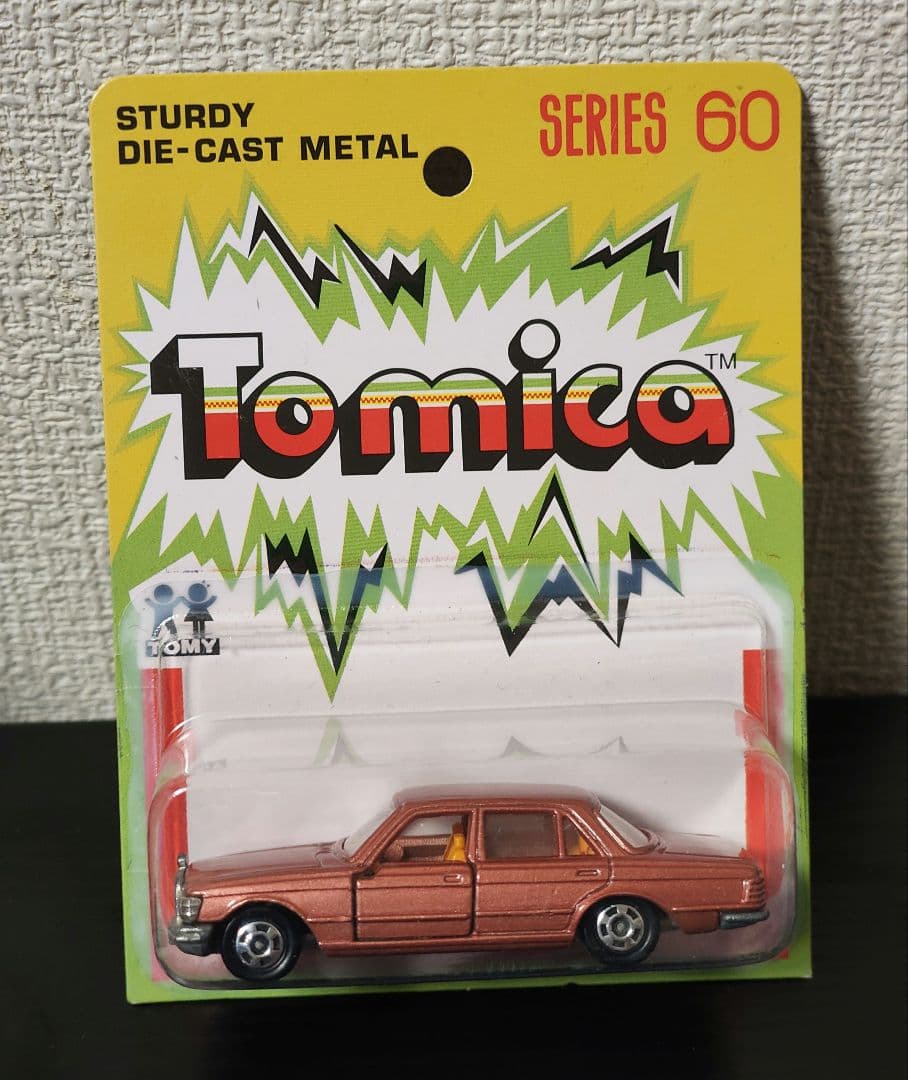 STURDY
DIE-CAST METAL
SERIES 60
Tomica™
TOMY